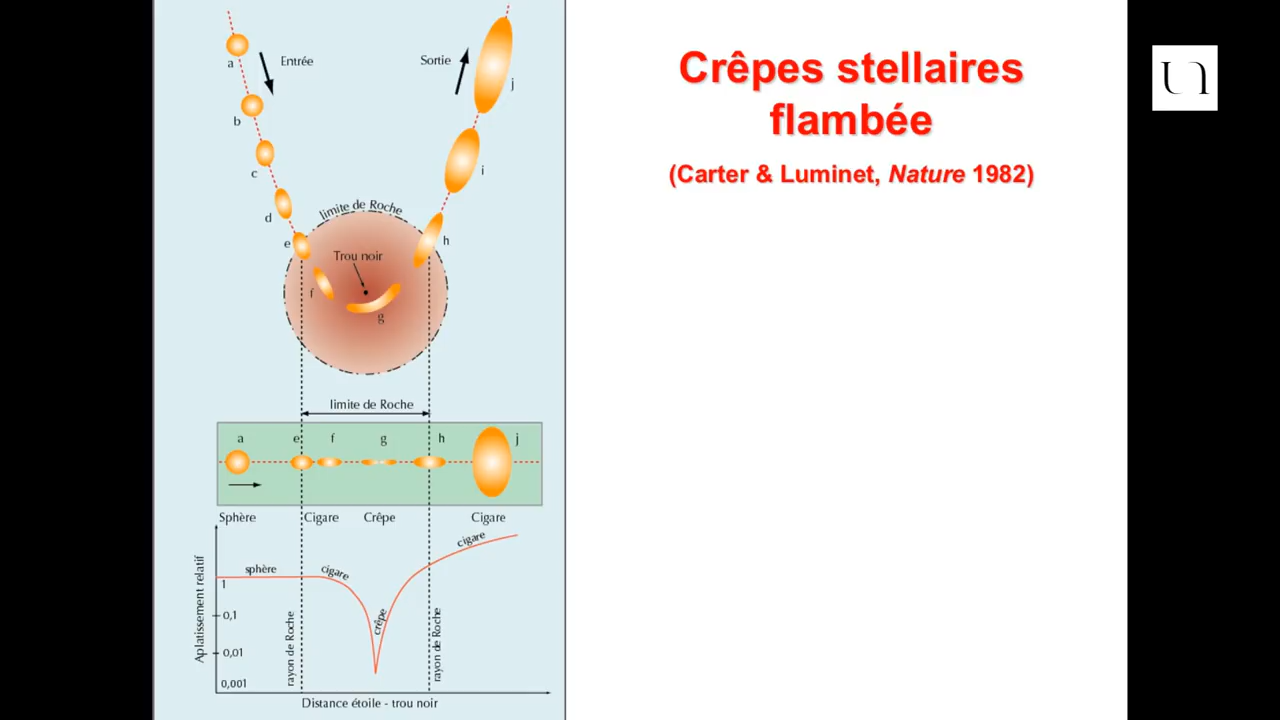 Crêpes stellaires
flambée
(Carter & Luminet, Nature 1982)
a
Entrée
b
c
d
e
f
g
h
i
j
Sortie
limite de Roche
Trou noir
limite de Roche
a e f g h j
Sphère Cigare Crêpe Cigare
Aplatissement relatif
1
0,1
0,01
0,001
sphère
cigare
crêpe
cigare
rayon de Roche
rayon de Roche
Distance étoile - trou noir